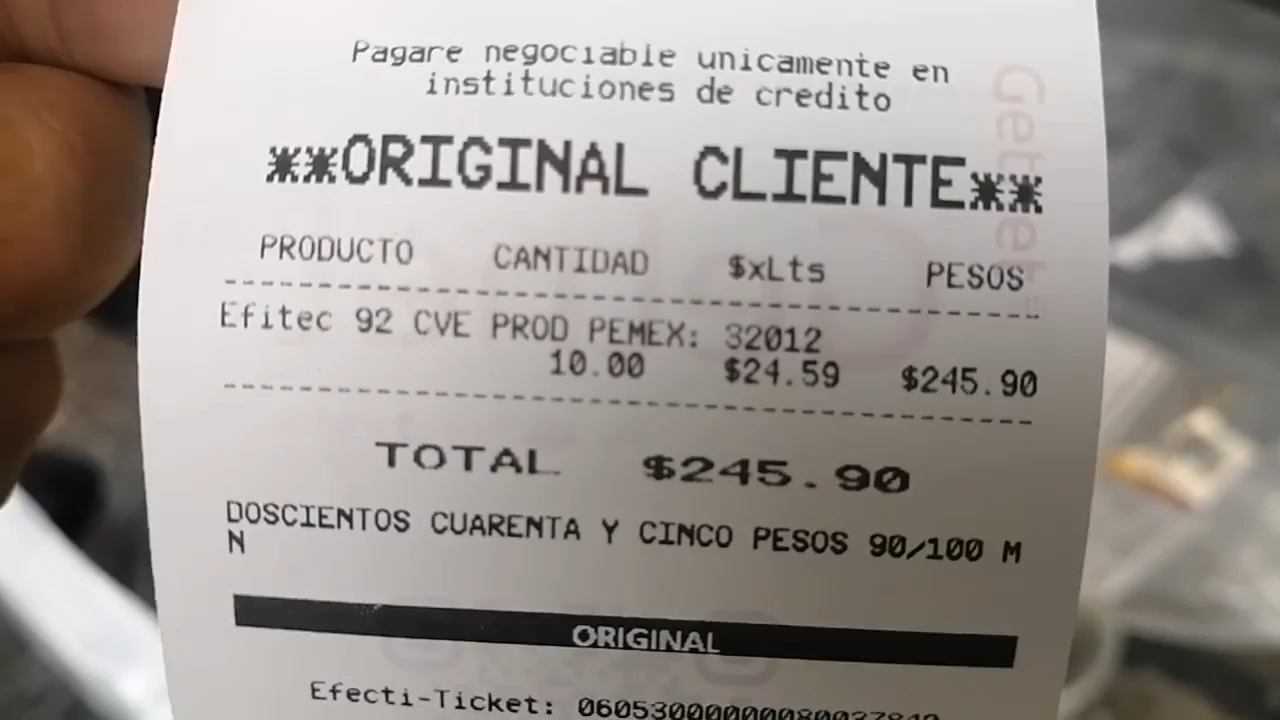 Pagare negociable unicamente en
instituciones de credito
**ORIGINAL CLIENTE**
PRODUCTO CANTIDAD $xLts PESOS
Efitec 92 CVE PROD PEMEX: 32012
10.00 $24.59 $245.90
TOTAL $245.90
DOSCIENTOS CUARENTA Y CINCO PESOS 90/100 M
N
ORIGINAL
Efecti-Ticket: